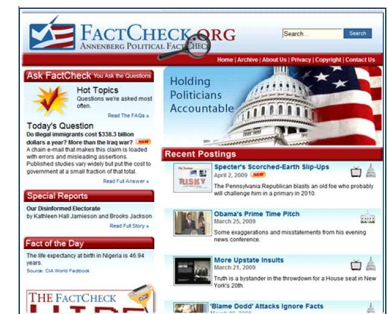 FACTCHECK.ORG
ANNENBERG POLITICAL FACT CHECK
Search...
Search
Home | Archive | About Us | Privacy | Copyright | Contact Us
Ask FactCheck You Ask the Questions
Hot Topics
Questions we're asked most often.
Read The FAQs »
Today's Question
Do illegal immigrants cost $338.3 billion
dollars a year? More than the Iraq war? NEW
A chain e-mail that makes this claim is loaded
with errors and misleading assertions.
Published studies vary widely but put the cost to
government at a small fraction of that total.
Read Full Answer »
Special Reports
Our Disinformed Electorate
by Kathleen Hall Jamieson and Brooks Jackson
Read Full Story »
Fact of the Day
The life expectancy at birth in Nigeria is 46.94
years.
Source: CIA World Factbook
THE FACTCHECK
Holding
Politicians
Accountable
Recent Postings
Specter's Scorched-Earth Slip-Ups
April 2, 2009 NEW
RISKY
The Pennsylvania Republican blasts an old foe who probably
will challenge him in a primary in 2010.
Obama's Prime Time Pitch
March 25, 2009
Some exaggerations and misstatements from his evening
news conference.
More Upstate Insults
March 21, 2009
Truth is a bystander in the throwdown for a House seat in New
York's 20th.
'Blame Dodd' Attacks Ignore Facts